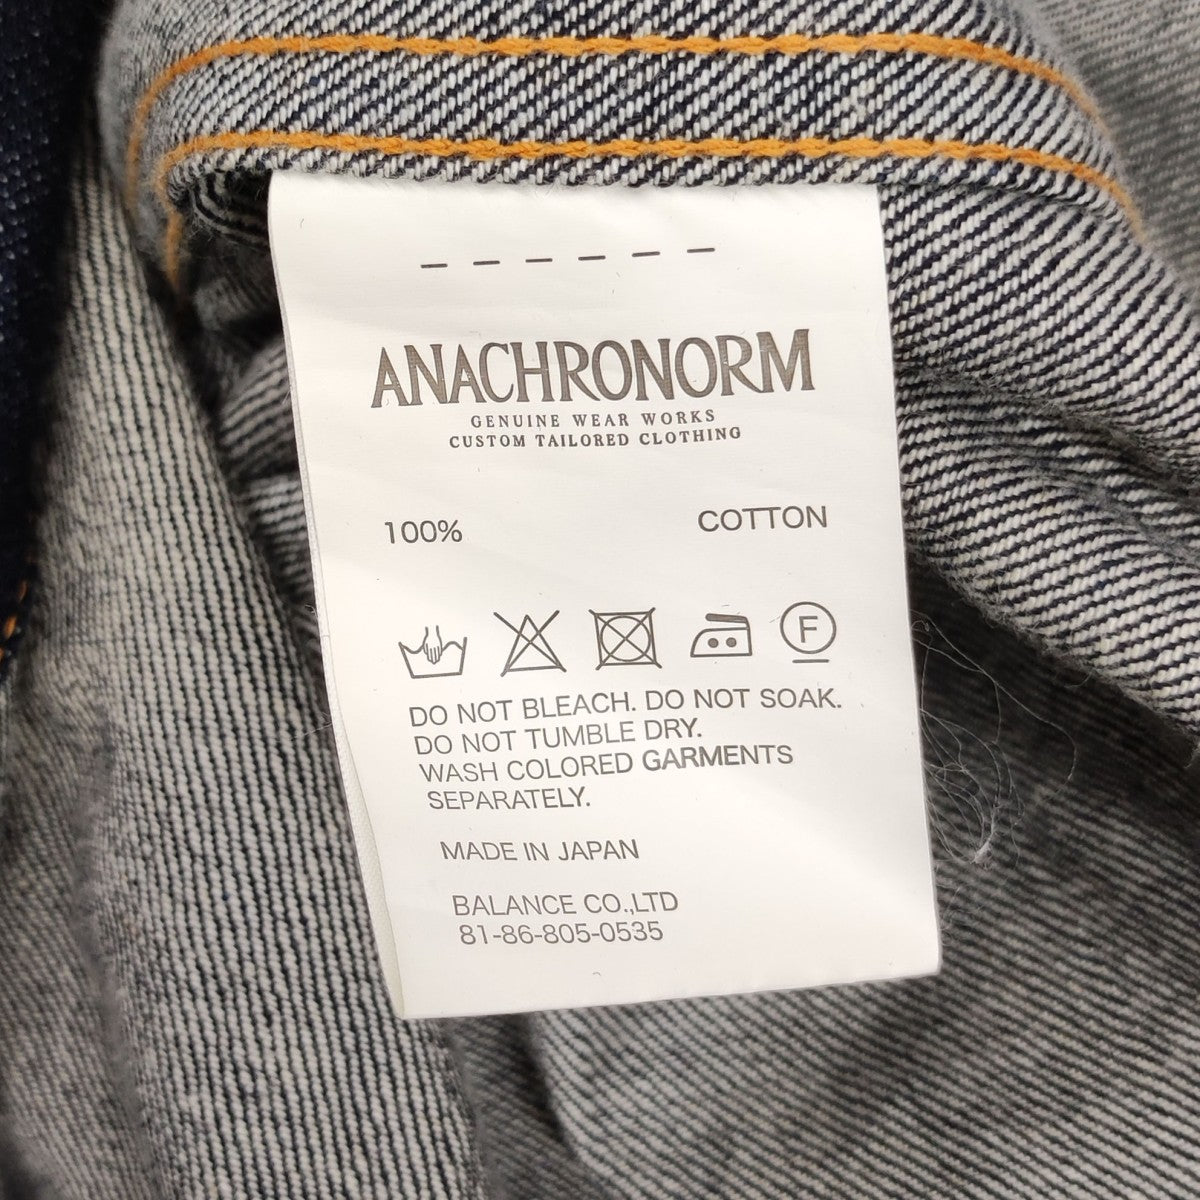 ANACHRONORM
GENUINE WEAR WORKS
CUSTOM TAILORED CLOTHING
100% COTTON
F
DO NOT BLEACH. DO NOT SOAK.
DO NOT TUMBLE DRY.
WASH COLORED GARMENTS
SEPARATELY.
MADE IN JAPAN
BALANCE CO.,LTD
81-86-805-0535